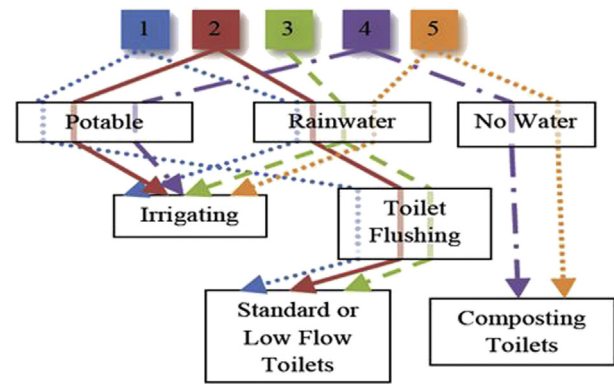 1 2 3 4 5
Potable Rainwater No Water
Irrigating
Toilet
Flushing
Standard or
Low Flow
Toilets
Composting
Toilets